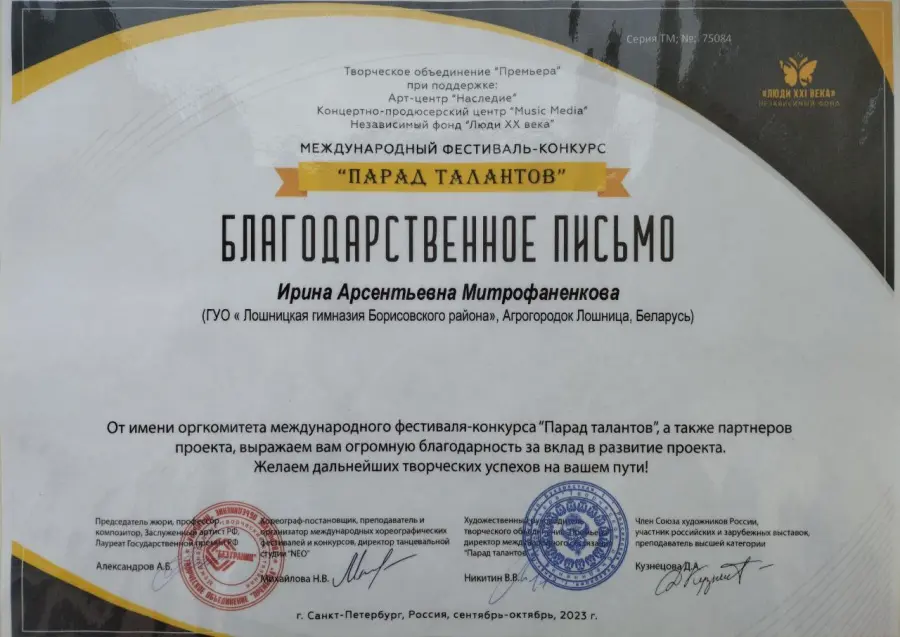 Серия ТМ; №: 75084
«ЛЮДИ XXI ВЕКА»
НЕЗАВИСИМЫЙ ФОНД
Творческое объединение "Премьера"
при поддержке:
Арт-центр "Наследие"
Концертно-продюсерский центр "Music Media"
Независимый фонд "Люди XX века"
МЕЖДУНАРОДНЫЙ ФЕСТИВАЛЬ-КОНКУРС
"ПАРАД ТАЛАНТОВ"
БЛАГОДАРСТВЕННОЕ ПИСЬМО
Ирина Арсентьевна Митрофаненкова
(ГУО « Лошницкая гимназия Борисовского района», Агрогородок Лошница, Беларусь)
От имени оргкомитета международного фестиваля-конкурса "Парад талантов", а также партнеров
проекта, выражаем вам огромную благодарность за вклад в развитие проекта.
Желаем дальнейших творческих успехов на вашем пути!
Председатель жюри, профессор,
композитор, Заслуженный артист РФ,
Лауреат Государственной премии РФ
Александров А.Б.
Хореограф-постановщик, преподаватель и
организатор международных хореографических
фестивалей и конкурсов, директор танцевальной
студии "NEO"
Михайлова Н.В.
Художественный руководитель
творческого объединения "Премьера",
директор международного
"Парад талантов"
Никитин В.В.
Член Союза художников России,
участник российских и зарубежных выставок,
преподаватель высшей категории
Кузнецова Д.А.
г. Санкт-Петербург, Россия, сентябрь-октябрь, 2023 г.